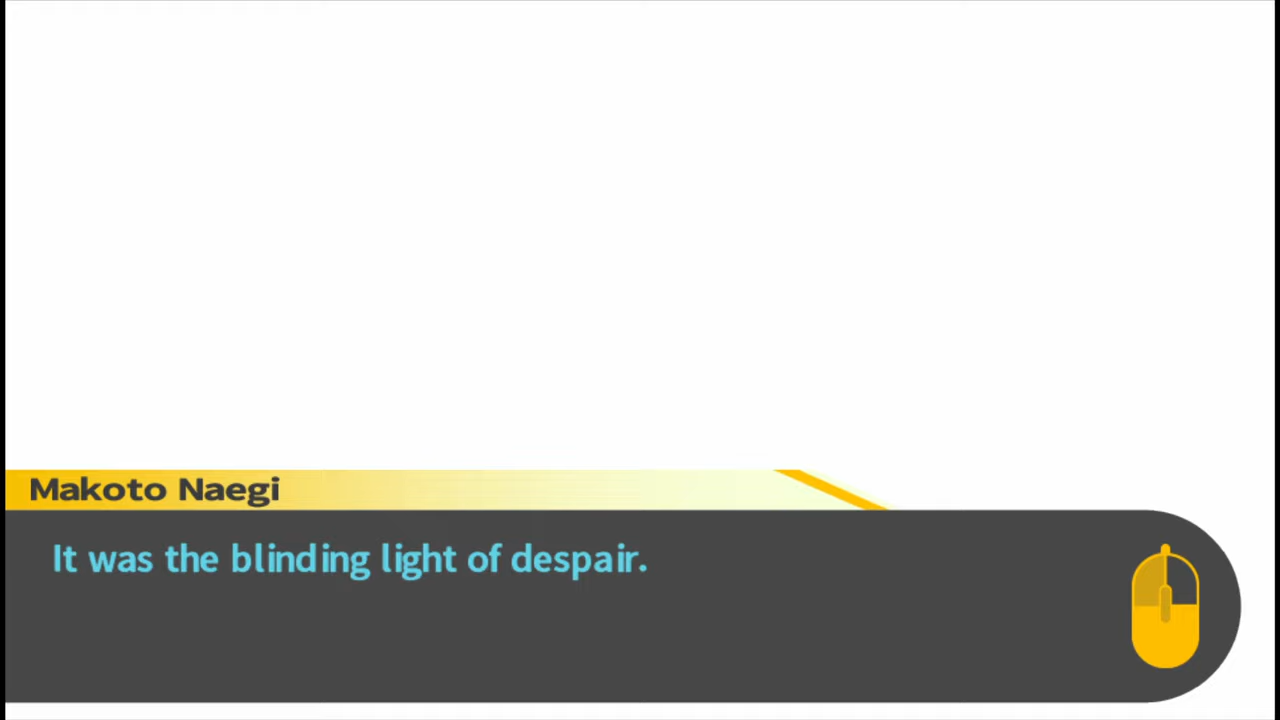 Makoto Naegi
It was the blinding light of despair.